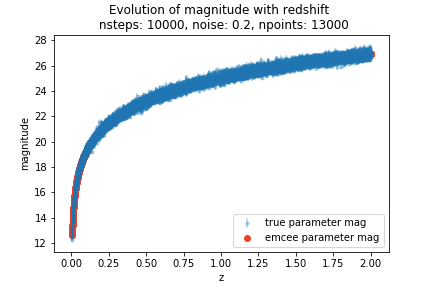 Evolution of magnitude with redshift
nsteps: 10000, noise: 0.2, npoints: 13000
magnitude
28
26
24
22
20
18
16
14
12
true parameter mag
emcee parameter mag
0.00 0.25 0.50 0.75 1.00 1.25 1.50 1.75 2.00
z